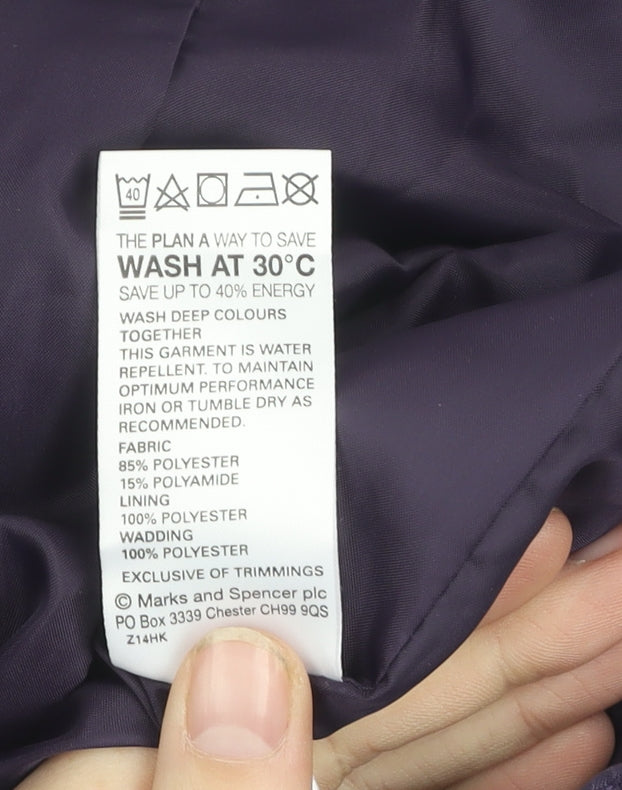 40
THE PLAN A WAY TO SAVE
WASH AT 30°C
SAVE UP TO 40% ENERGY
WASH DEEP COLOURS
TOGETHER
THIS GARMENT IS WATER
REPELLENT. TO MAINTAIN
OPTIMUM PERFORMANCE
IRON OR TUMBLE DRY AS
RECOMMENDED.
FABRIC
85% POLYESTER
15% POLYAMIDE
LINING
100% POLYESTER
WADDING
100% POLYESTER
EXCLUSIVE OF TRIMMINGS
© Marks and Spencer plc
PO Box 3339 Chester CH99 9QS
Z14HK